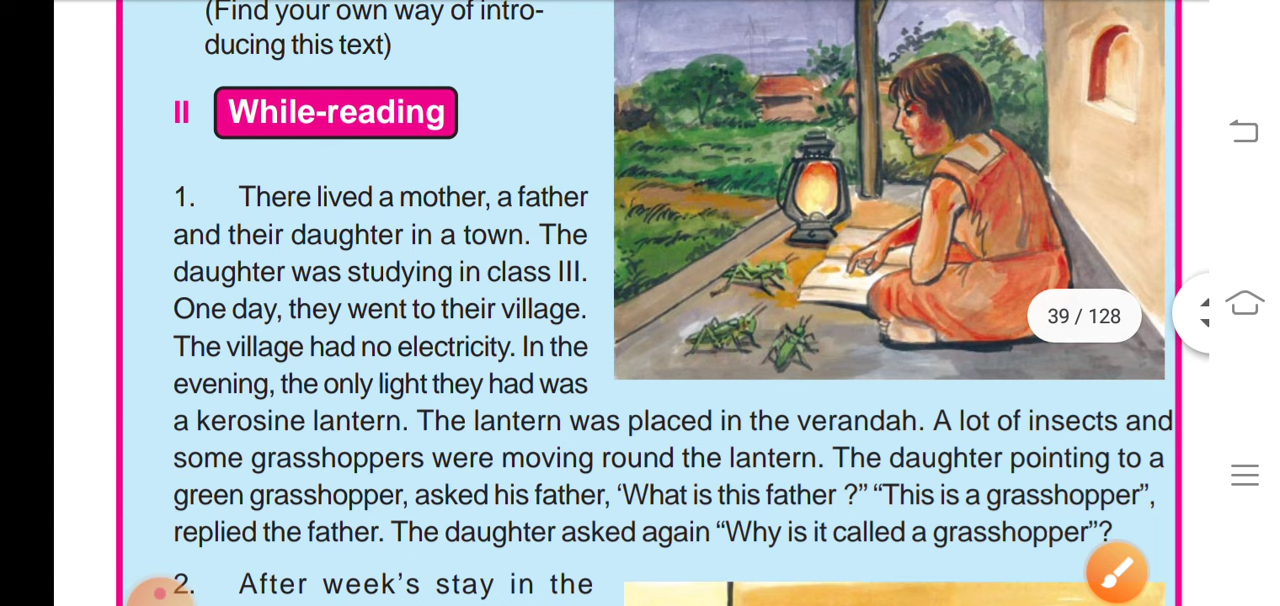 (Find your own way of intro-
ducing this text)
II While-reading
1. There lived a mother, a father
and their daughter in a town. The
daughter was studying in class III.
One day, they went to their village.
The village had no electricity. In the
evening, the only light they had was
a kerosine lantern. The lantern was placed in the verandah. A lot of insects and
some grasshoppers were moving round the lantern. The daughter pointing to a
green grasshopper, asked his father, ‘What is this father ?” “This is a grasshopper”,
replied the father. The daughter asked again “Why is it called a grasshopper”?
2. After week’s stay in the
39 / 128